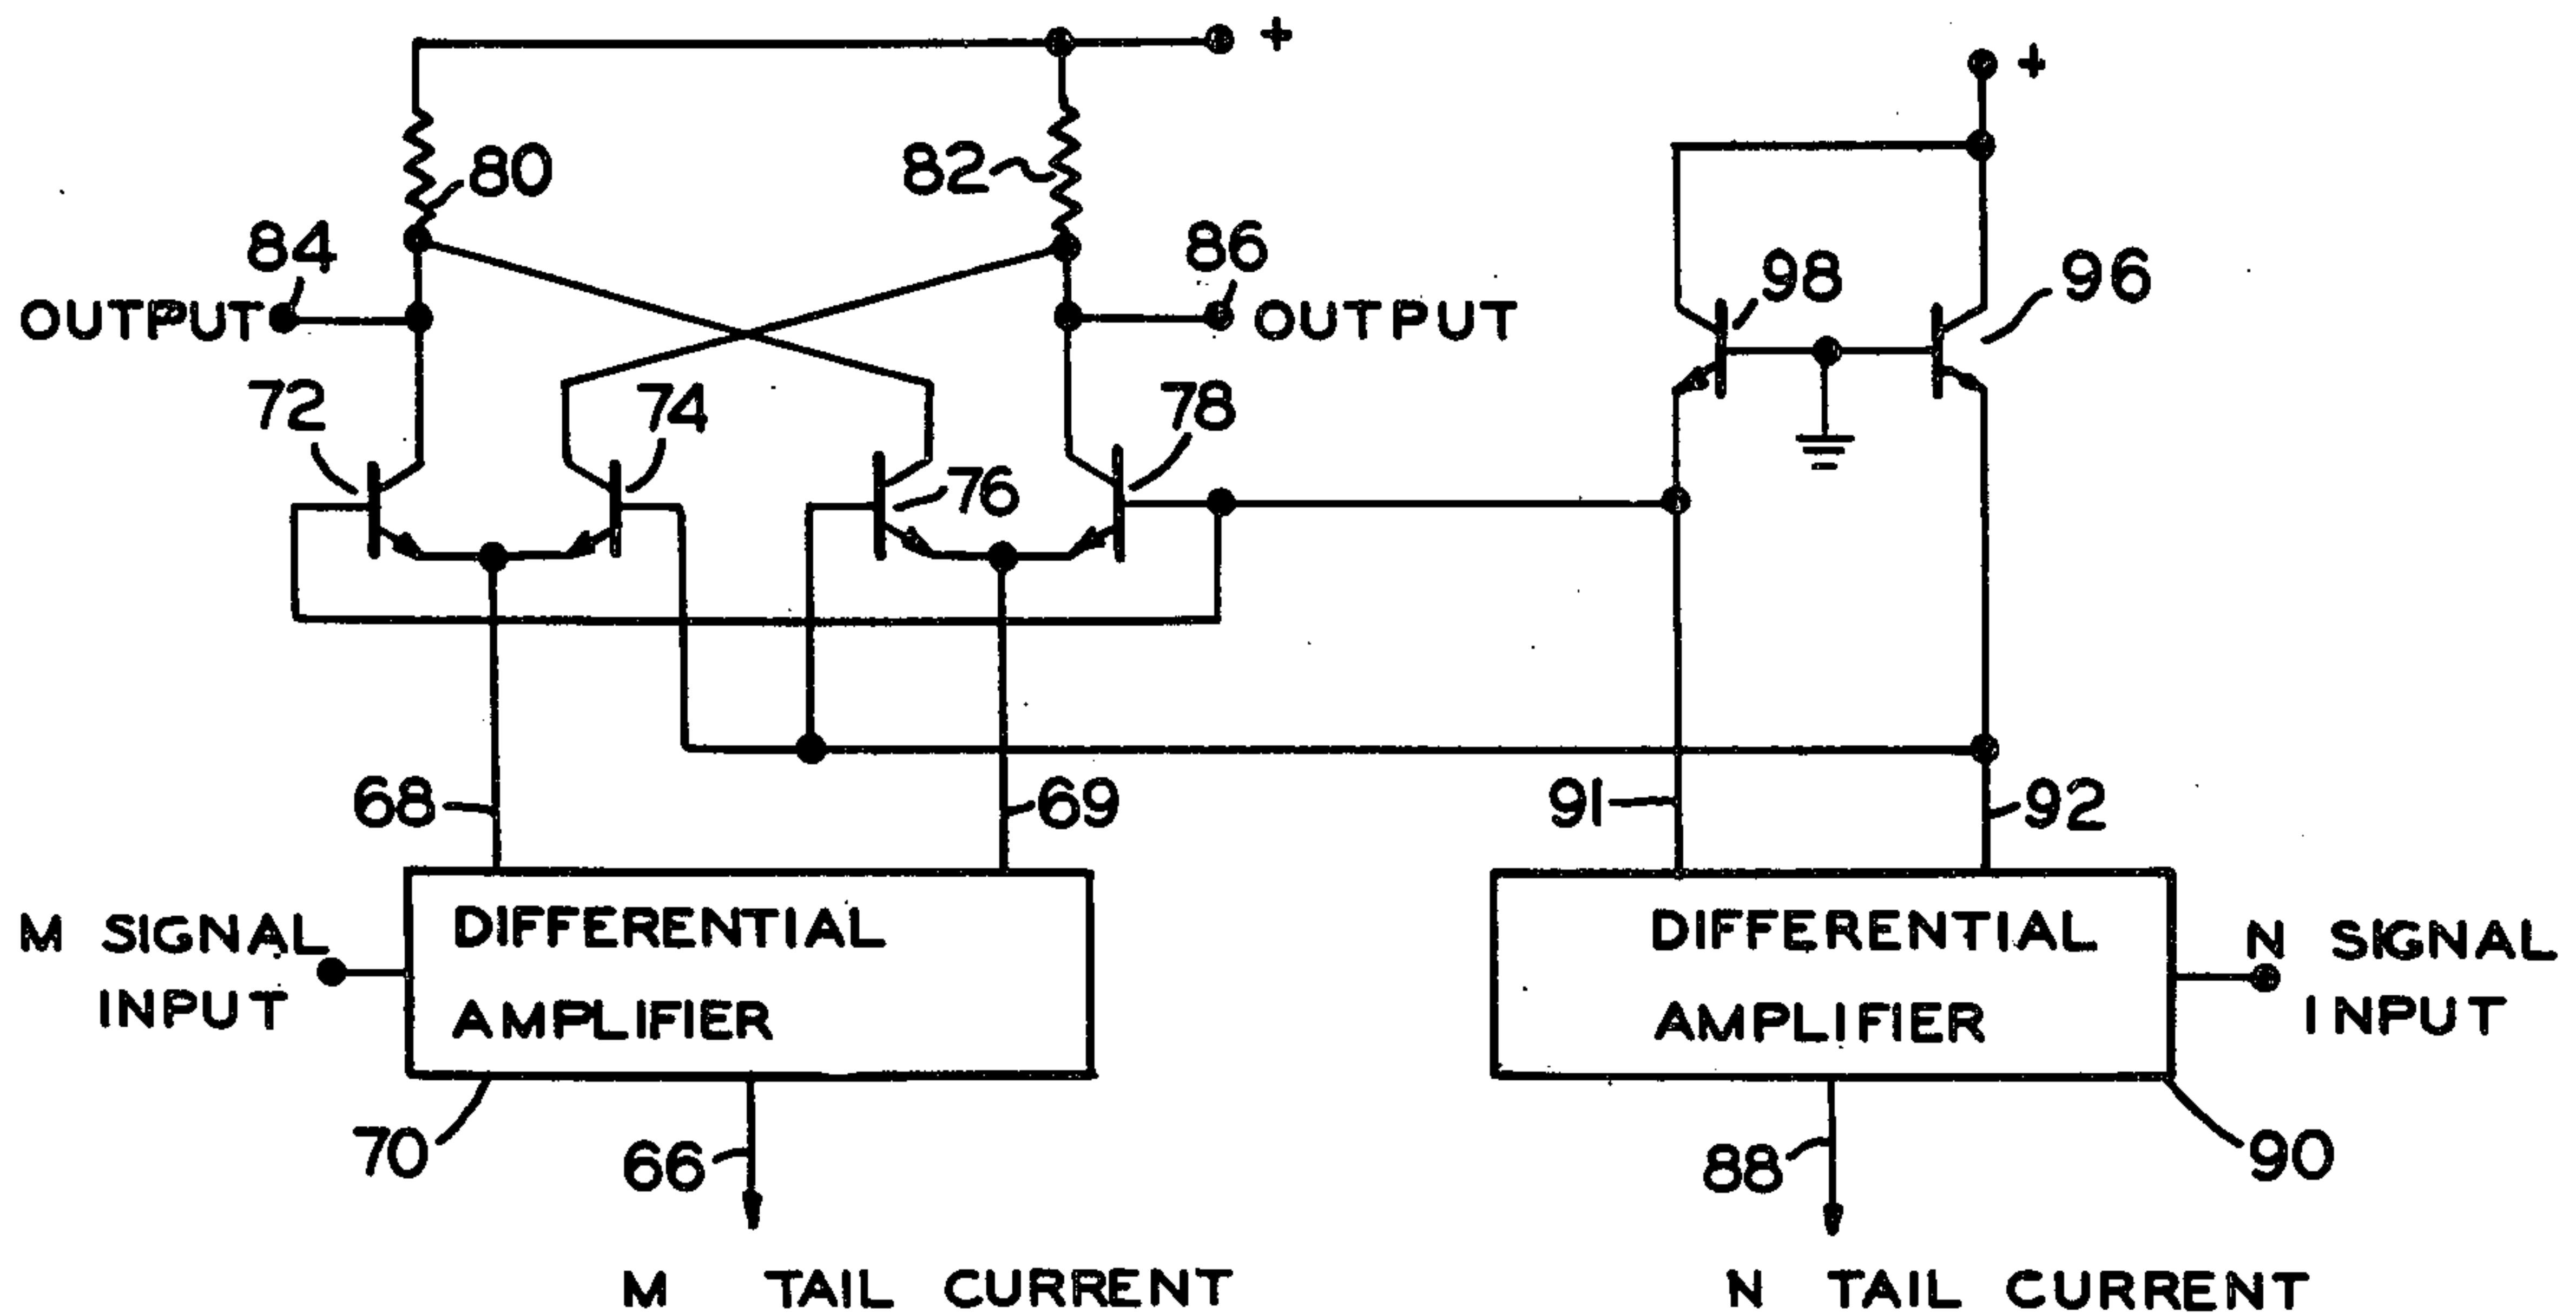 +
+
80
82
84
86
98
96
OUTPUT
OUTPUT
72
74
76
78
68
69
91
92
M SIGNAL
INPUT
DIFFERENTIAL
AMPLIFIER
DIFFERENTIAL
AMPLIFIER
N SIGNAL
INPUT
70
66
88
90
M TAIL CURRENT
N TAIL CURRENT